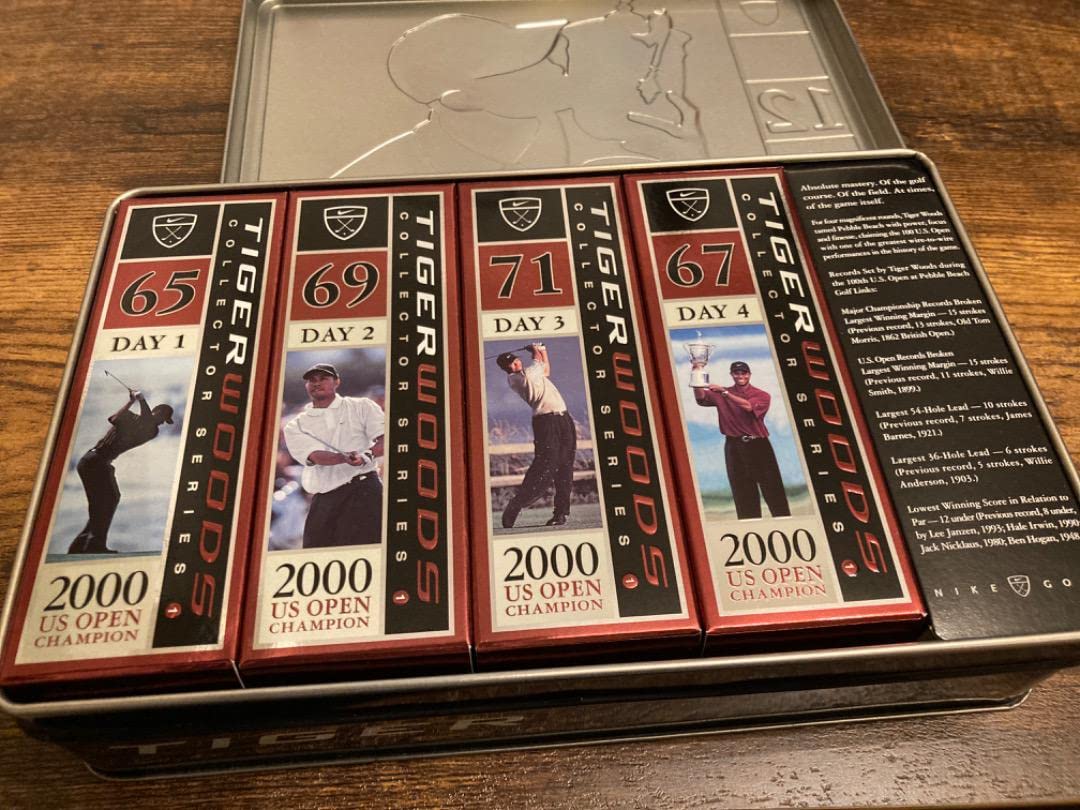 65
DAY 1
2000
US OPEN
CHAMPION
TIGER WOODS
COLLECTOR SERIES
1
69
DAY 2
2000
US OPEN
CHAMPION
TIGER WOODS
COLLECTOR SERIES
1
71
DAY 3
2000
US OPEN
CHAMPION
TIGER WOODS
COLLECTOR SERIES
1
67
DAY 4
2000
US OPEN
CHAMPION
TIGER WOODS
COLLECTOR SERIES
1
Absolute mastery. Of the golf
course. Of the field. At times,
of the game itself.
For four magnificent rounds, Tiger Woods
tamed Pebble Beach with power, focus
and finesse, claiming the 100 U.S. Open
with one of the greatest wire-to-wire
performances in the history of the game.
Records Set by Tiger Woods during
the 100th U.S. Open at Pebble Beach
Golf Links:
Major Championship Records Broken
Largest Winning Margin — 15 strokes
(Previous record, 13 strokes, Old Tom
Morris, 1862 British Open.)
U.S. Open Records Broken
Largest Winning Margin — 15 strokes
(Previous record, 11 strokes, Willie
Smith, 1899.)
Largest 54-Hole Lead — 10 strokes
(Previous record, 7 strokes, James
Barnes, 1921.)
Largest 36-Hole Lead — 6 strokes
(Previous record, 5 strokes, Willie
Anderson, 1903.)
Lowest Winning Score in Relation to
Par — 12 under (Previous record, 8 under,
by Lee Janzen, 1993; Hale Irwin, 1990;
Jack Nicklaus, 1980; Ben Hogan, 1948
NIKE GO
TIGER
12